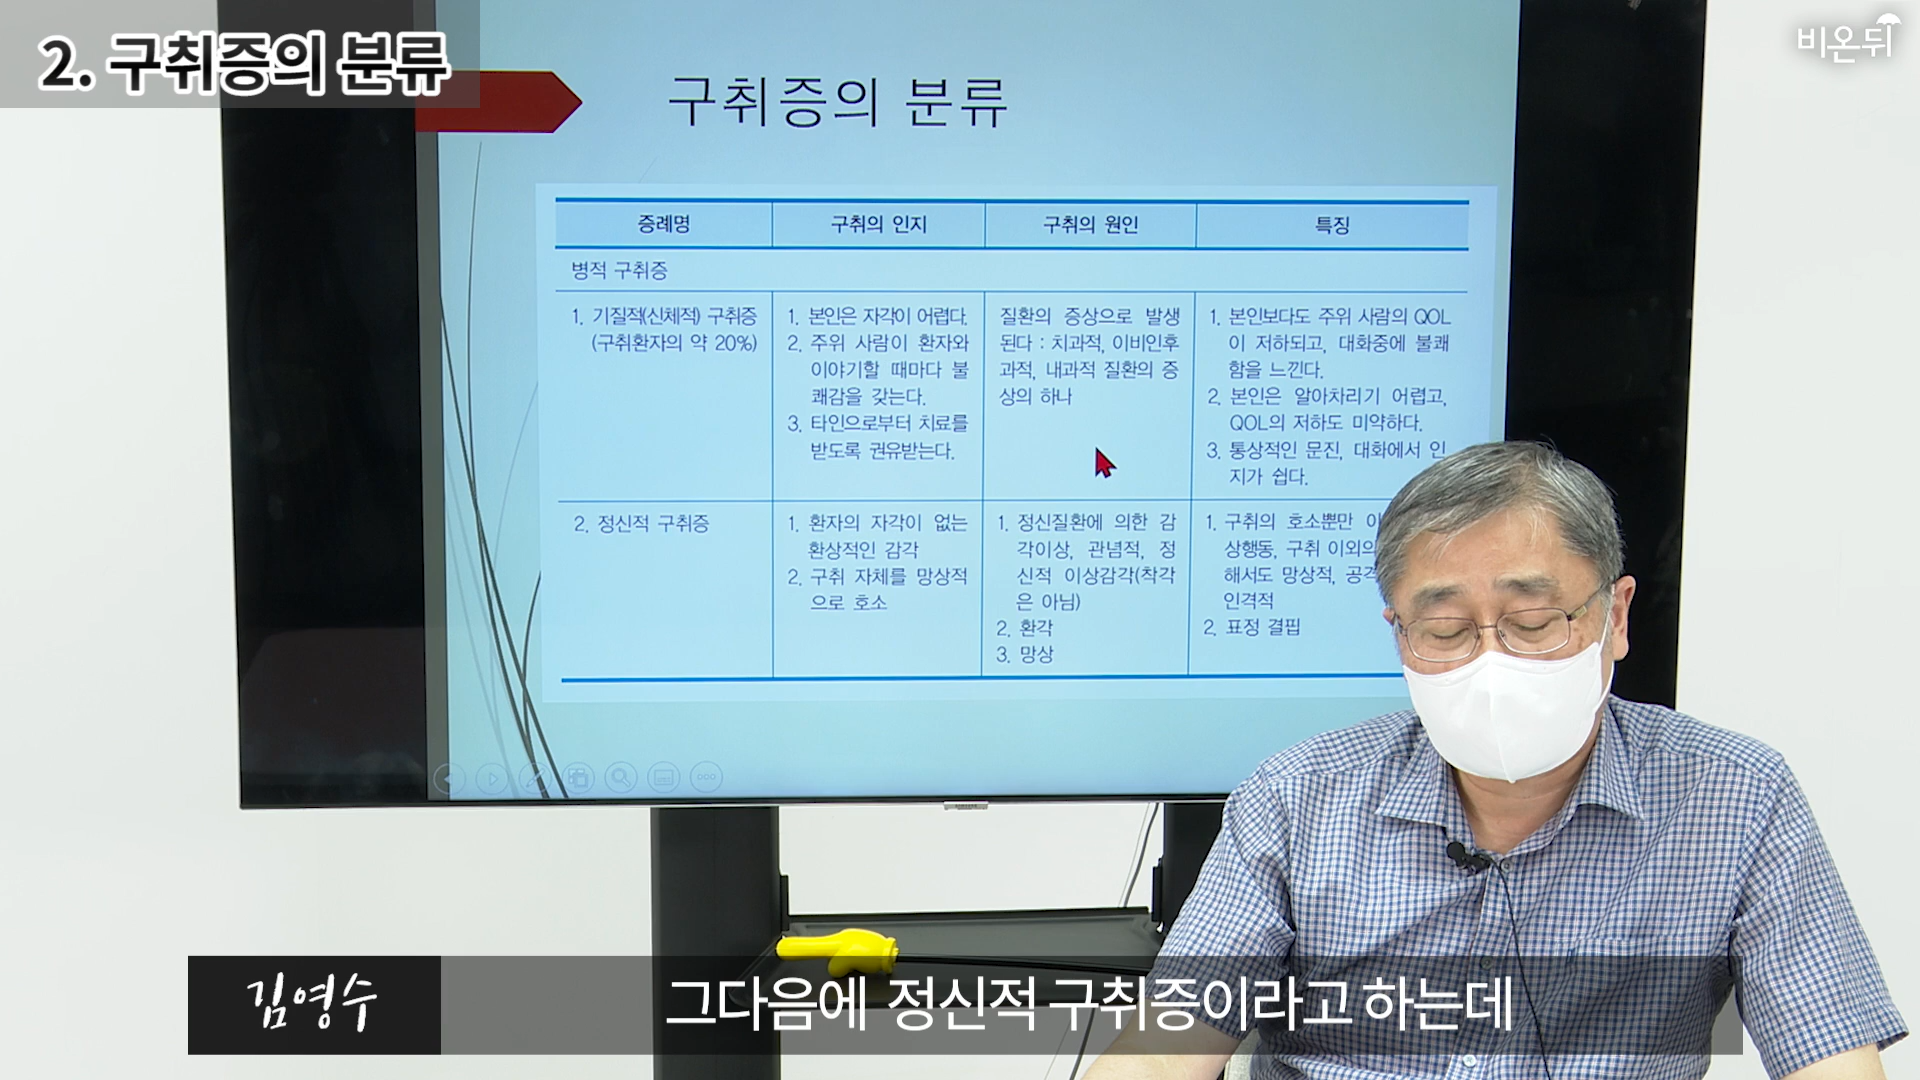 2. 구취증의 분류
비온뒤
구취증의 분류
증례명 구취의 인지 구취의 원인 특징
병적 구취증
1. 기질적(신체적) 구취증
(구취환자의 약 20%)
1. 본인은 자각이 어렵다.
2. 주위 사람이 환자와
이야기할 때마다 불
쾌감을 갖는다.
3. 타인으로부터 치료를
받도록 권유받는다.
질환의 증상으로 발생
된다 : 치과적, 이비인후
과적, 내과적 질환의 증
상의 하나
1. 본인보다도 주위 사람의 QOL
이 저하되고, 대화중에 불쾌
함을 느낀다.
2. 본인은 알아차리기 어렵고,
QOL의 저하도 미약하다.
3. 통상적인 문진, 대화에서 인
지가 쉽다.
2. 정신적 구취증
1. 환자의 자각이 없는
환상적인 감각
2. 구취 자체를 망상적
으로 호소
1. 정신질환에 의한 감
각이상, 관념적, 정
신적 이상감각(착각
은 아님)
2. 환각
3. 망상
1. 구취의 호소뿐만
상행동, 구취 이외의
해서도 망상적,
인격적
2. 표정 결핍
김영수
그다음에 정신적 구취증이라고 하는데